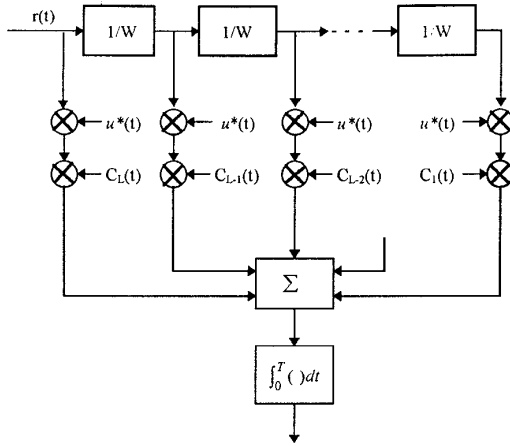 r(t)
1/W 1/W 1/W
u*(t) u*(t) u*(t) u*(t)
C_L(t) C_{L-1}(t) C_{L-2}(t) C_1(t)
Σ
∫_0^T ( )dt